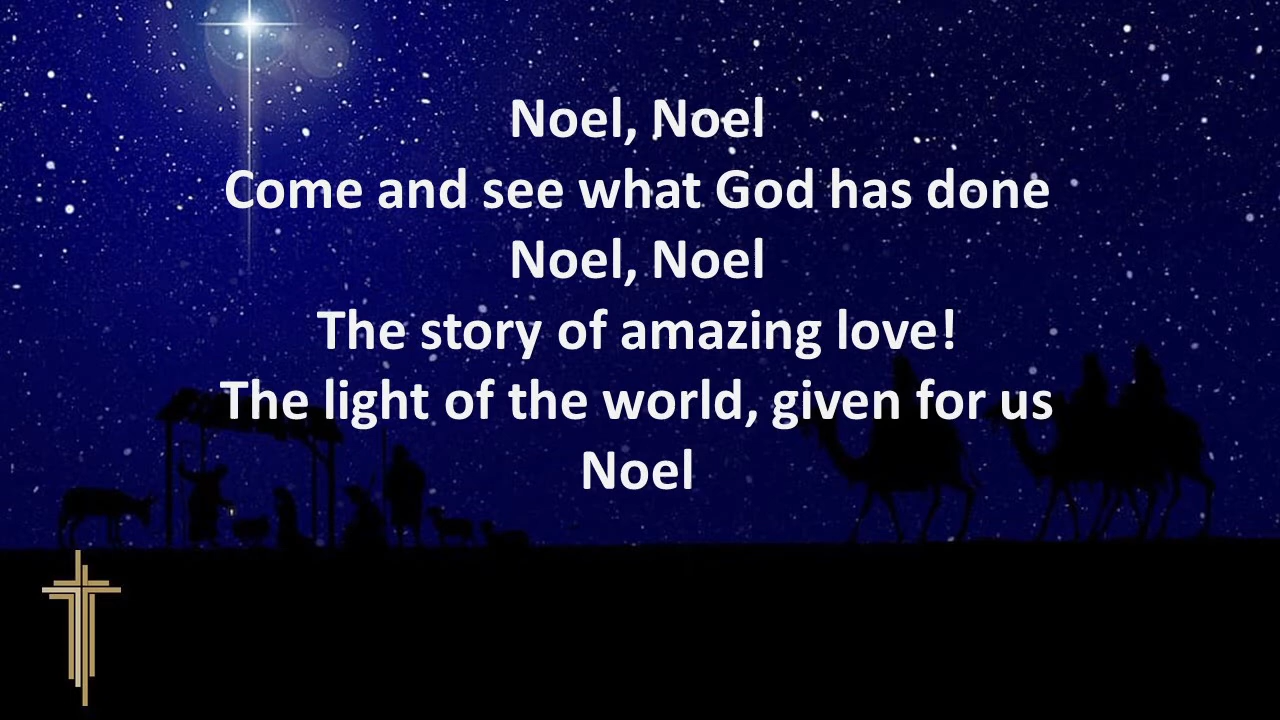 Noel, Noel
Come and see what God has done
Noel, Noel
The story of amazing love!
The light of the world, given for us
Noel